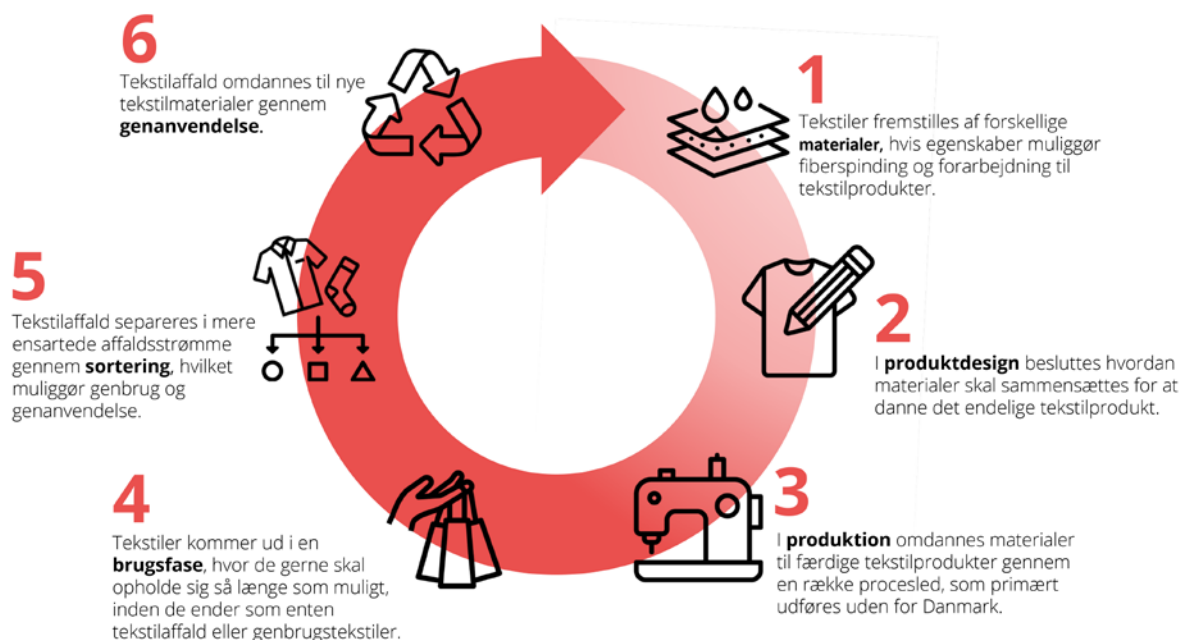 1
Tekstiler fremstilles af forskellige
materialer, hvis egenskaber muliggør
fiberspinding og forarbejdning til
tekstilprodukter.
2
I produktdesign besluttes hvordan
materialer skal sammensættes for at
danne det endelige tekstilprodukt.
3
I produktion omdannes materialer
til færdige tekstilprodukter gennem
en række procesled, som primært
udføres uden for Danmark.
4
Tekstiler kommer ud i en
brugsfase, hvor de gerne skal
opholde sig så længe som muligt,
inden de ender som enten
tekstilaffald eller genbrugstekstiler.
5
Tekstilaffald separeres i mere
ensartede affaldsstrømme
gennem sortering, hvilket
muliggør genbrug og
genanvendelse.
6
Tekstilaffald omdannes til nye
tekstilmaterialer gennem
genanvendelse.